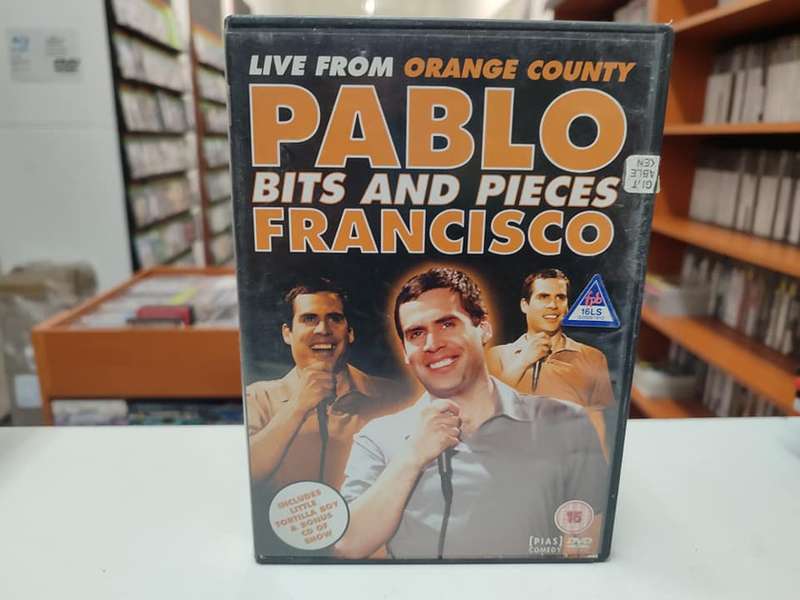 LIVE FROM ORANGE COUNTY
PABLO
BITS AND PIECES
FRANCISCO
fpb
16LS
INCLUDES
LITTLE
TORTILLA BOY
& BONUS
CD OF
SHOW
15
[PIAS]
COMEDY
DVD